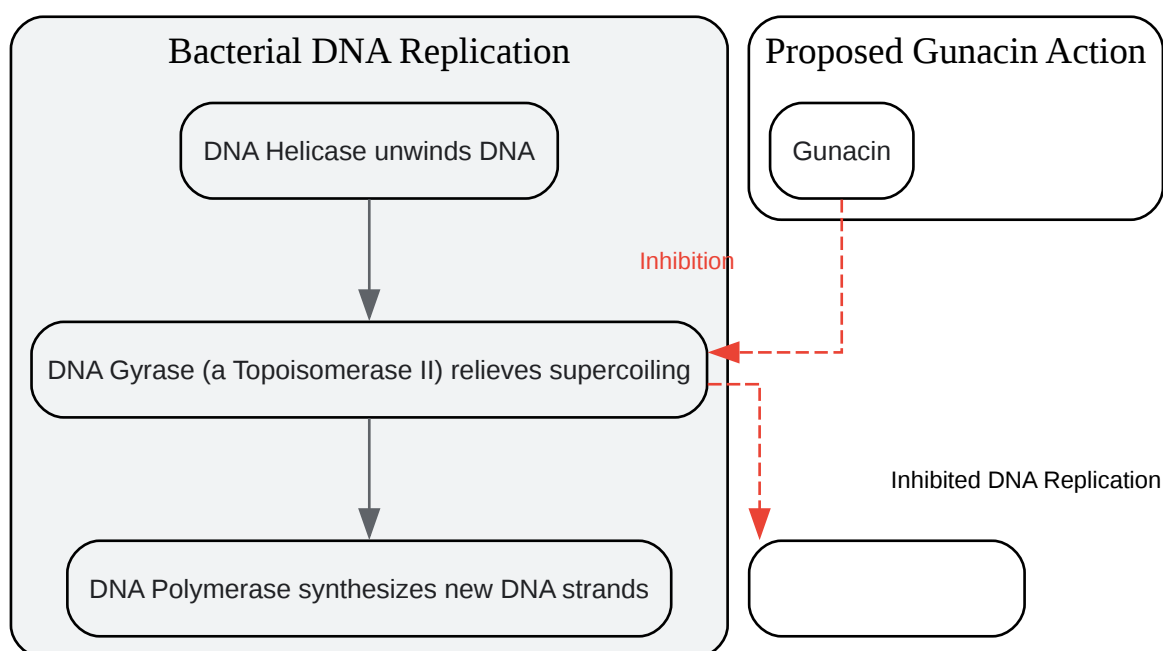 Bacterial DNA Replication
Proposed Gunacin Action
DNA Helicase unwinds DNA
Gunacin
Inhibition
DNA Gyrase (a Topoisomerase II) relieves supercoiling
Inhibited DNA Replication
DNA Polymerase synthesizes new DNA strands